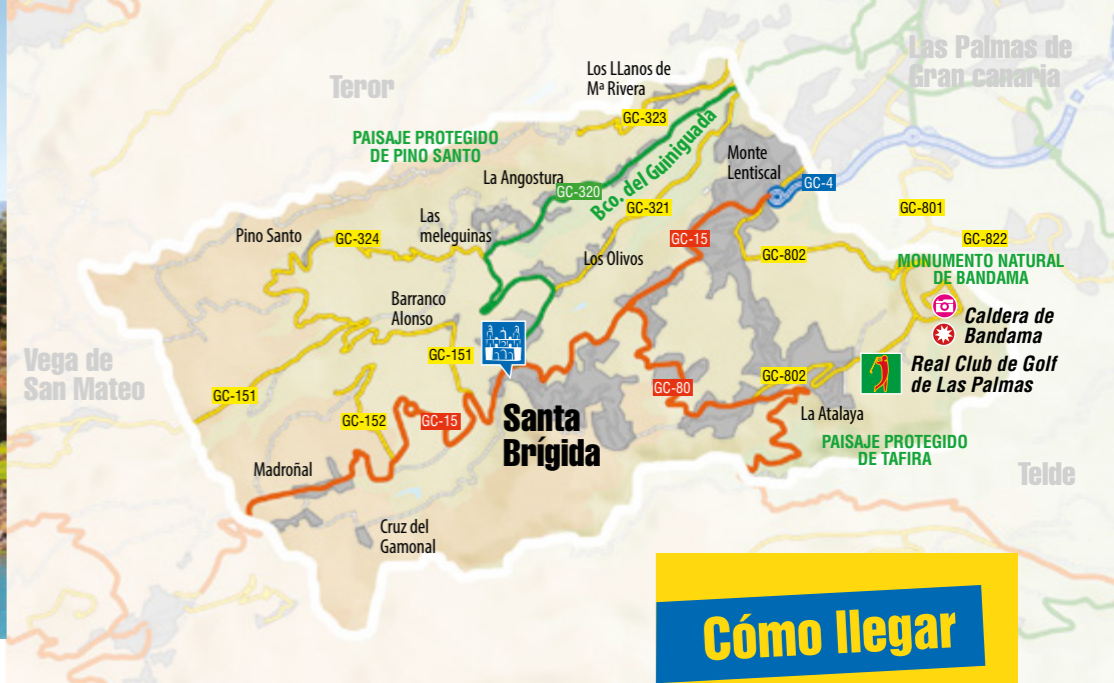 Las Palmas de
Gran canaria
Teror
Los LLanos de
Mª Rivera
GC-323
PAISAJE PROTEGIDO
DE PINO SANTO
Bco. del Guiniguada
Monte
Lentiscal
La Angostura
GC-320
GC-4
GC-321
GC-801
Las
meleguinas
Pino Santo
GC-324
GC-15
GC-822
GC-802
Los Olivos
MONUMENTO NATURAL
DE BANDAMA
Barranco
Alonso
Caldera de
Bandama
GC-151
Vega de
San Mateo
Real Club de Golf
de Las Palmas
GC-802
GC-80
GC-151
GC-152
GC-15
Santa
Brígida
La Atalaya
PAISAJE PROTEGIDO
DE TAFIRA
Madroñal
Telde
Cruz del
Gamonal
Cómo llegar